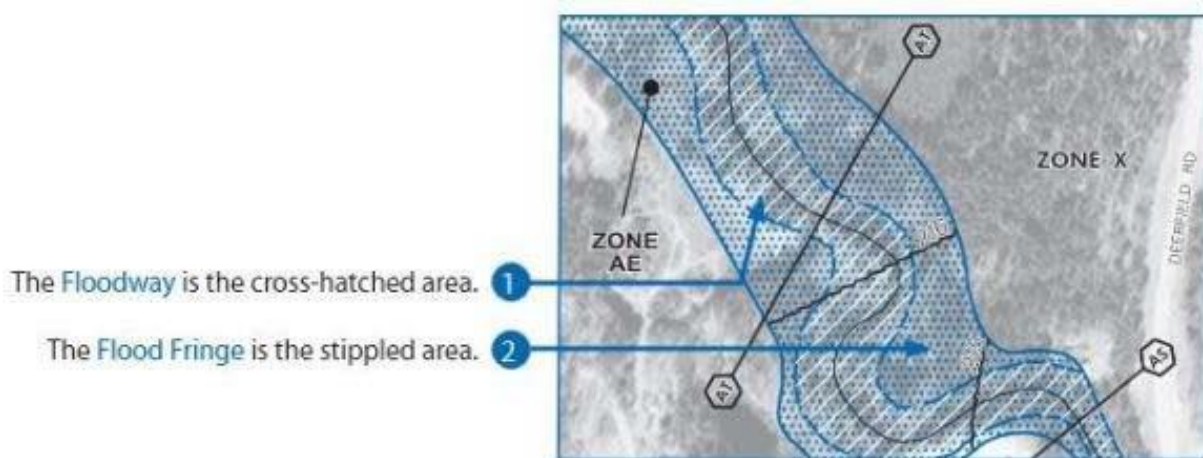 ZONE X
DEERFIELD RD
ZONE
AE
The Floodway is the cross-hatched area. 1
The Flood Fringe is the stippled area. 2